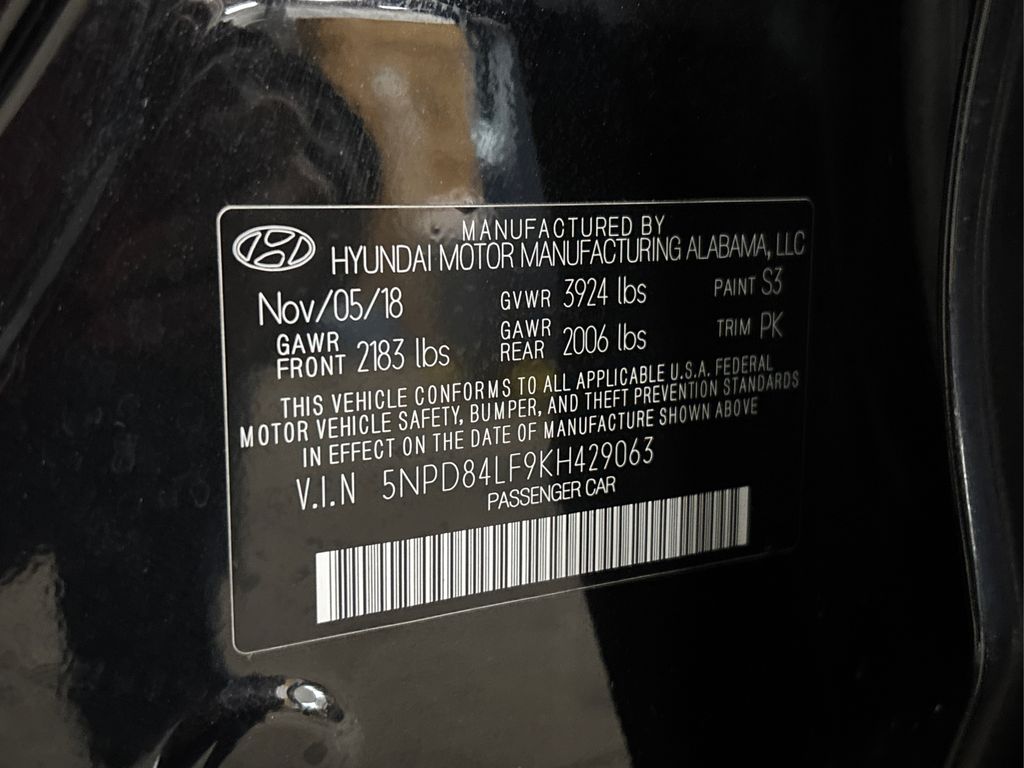 MANUFACTURED BY
HYUNDAI MOTOR MANUFACTURING ALABAMA, LLC
Nov/05/18 GVWR 3924 lbs PAINT S3
GAWR FRONT 2183 lbs GAWR REAR 2006 lbs TRIM PK
THIS VEHICLE CONFORMS TO ALL APPLICABLE U.S.A. FEDERAL
MOTOR VEHICLE SAFETY, BUMPER, AND THEFT PREVENTION STANDARDS
IN EFFECT ON THE DATE OF MANUFACTURE SHOWN ABOVE
V.I.N 5NPD84LF9KH429063
PASSENGER CAR